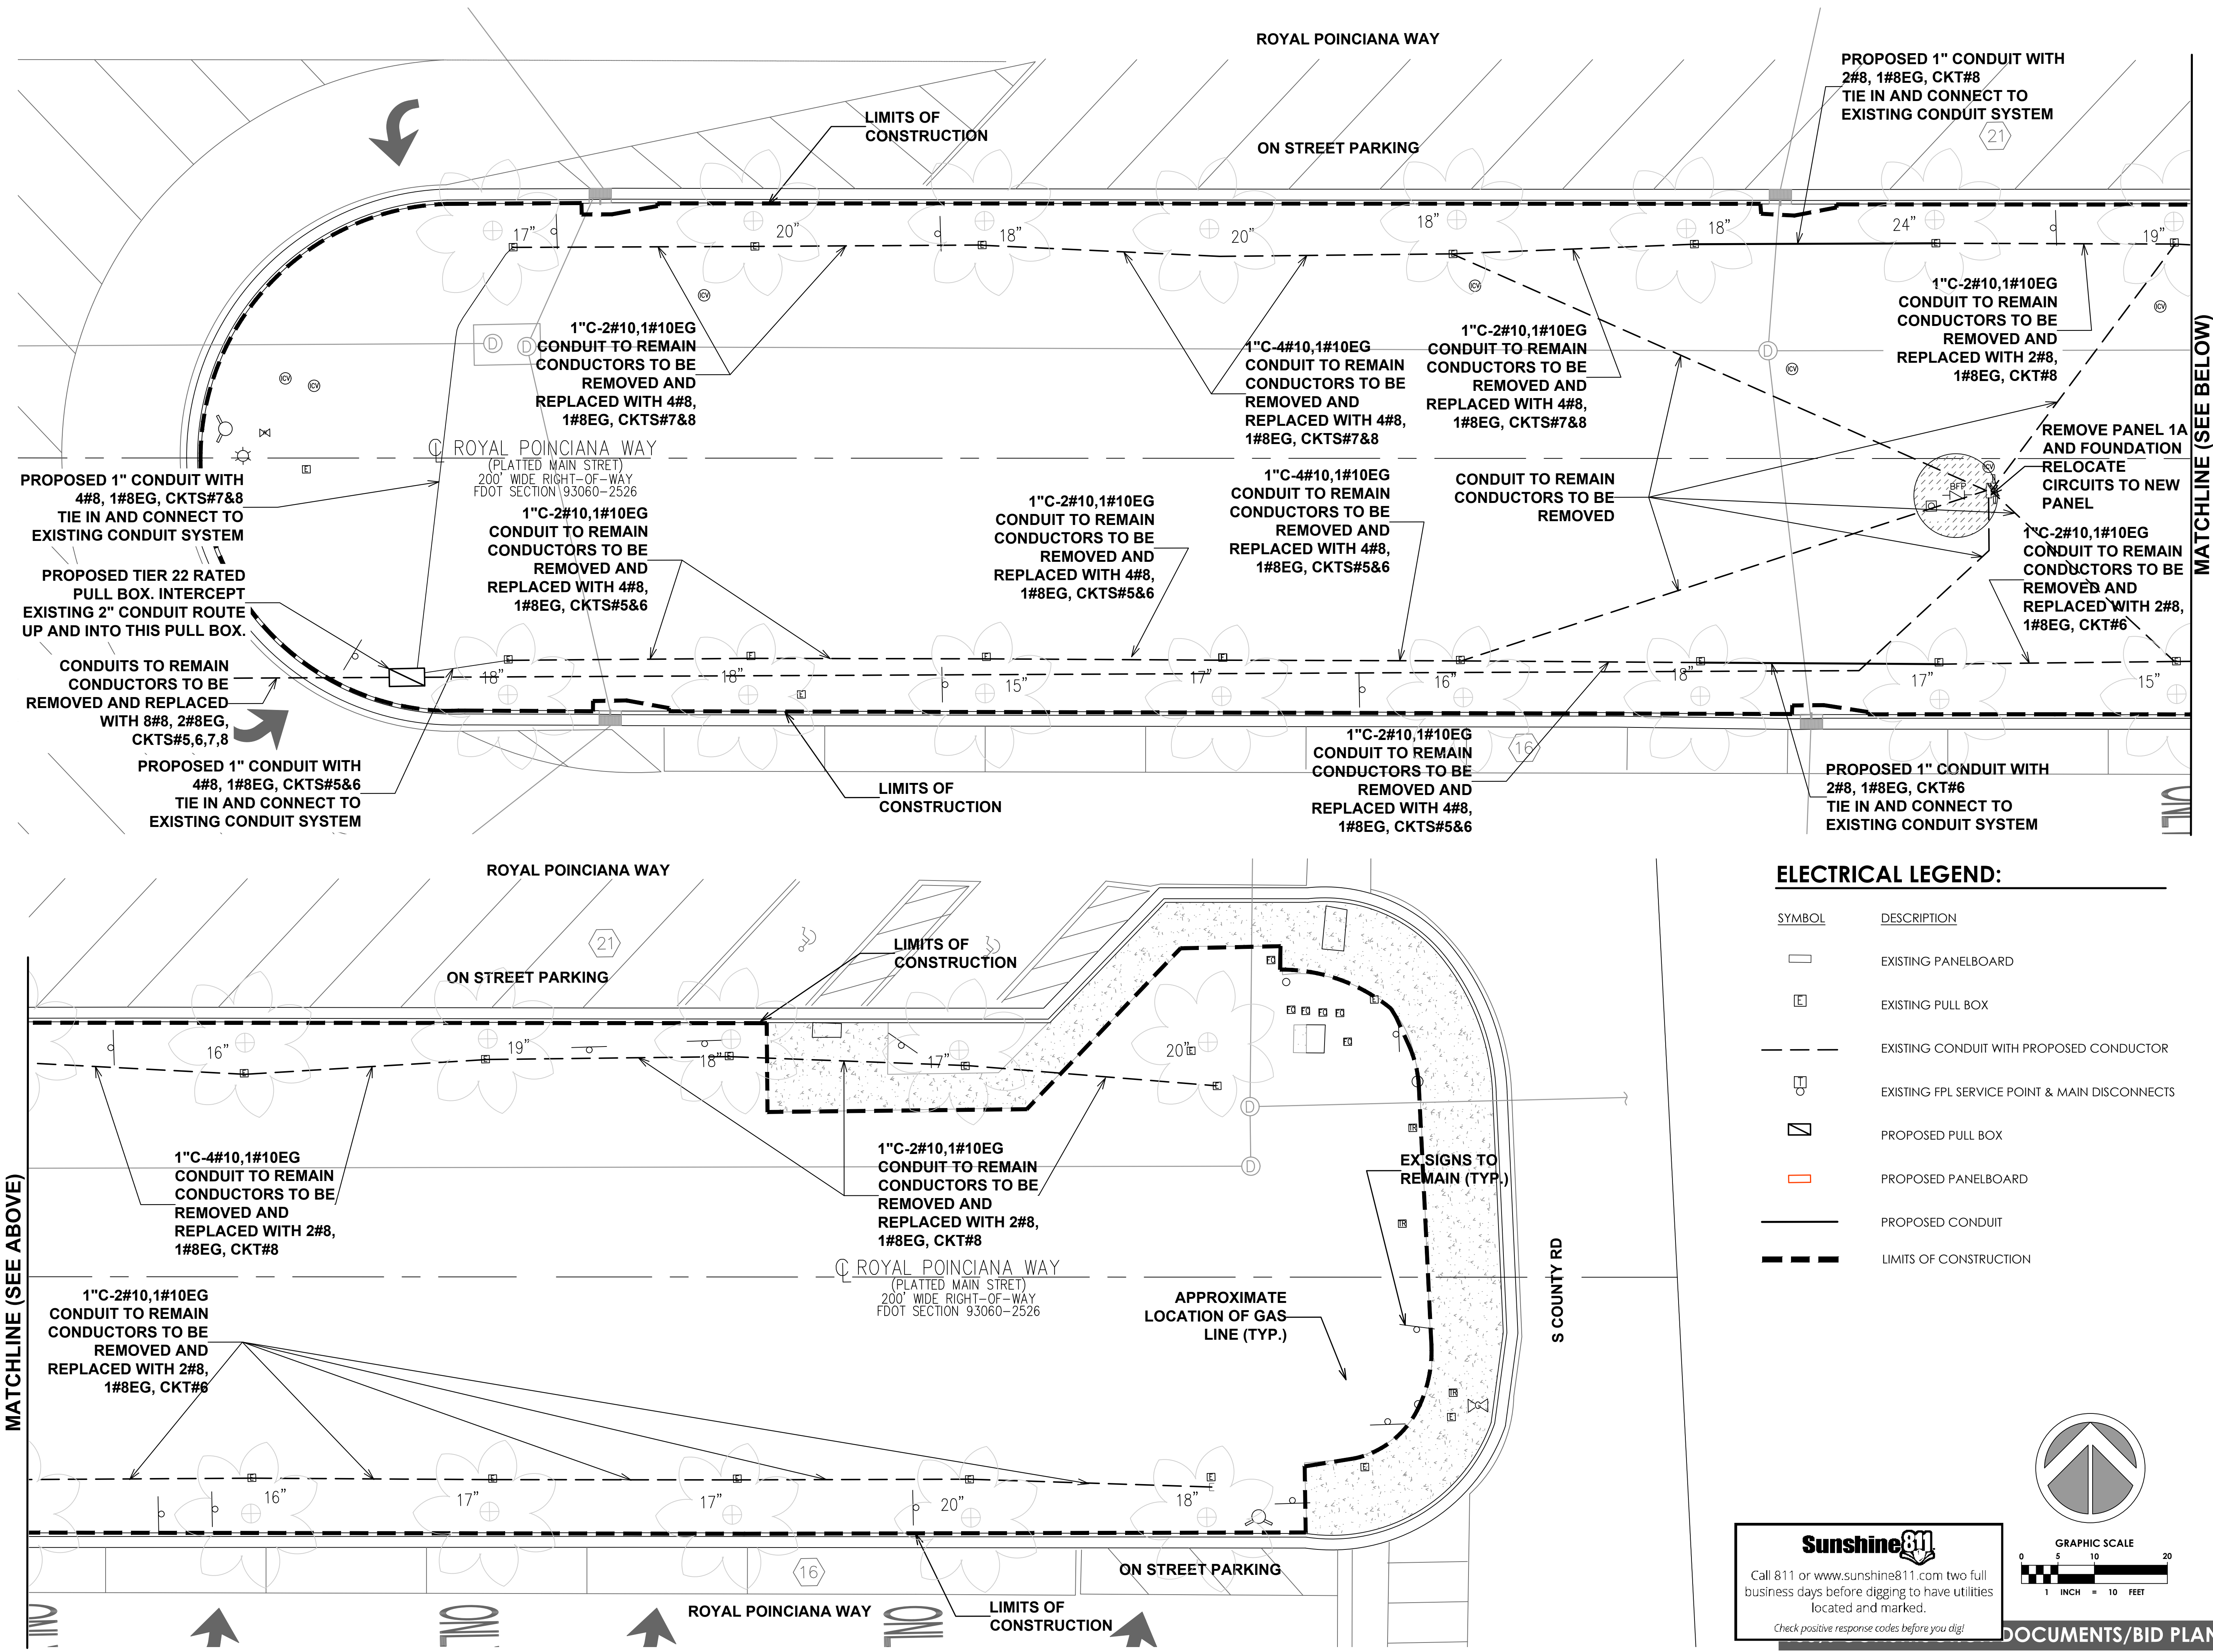 ROYAL POINCIANA WAY
PROPOSED 1" CONDUIT WITH
2#8, 1#8EG, CKT#8
TIE IN AND CONNECT TO
EXISTING CONDUIT SYSTEM
LIMITS OF
CONSTRUCTION
ON STREET PARKING
21
17”
20”
18”
20”
18”
18”
24”
19”
1"C-2#10,1#10EG
CONDUIT TO REMAIN
CONDUCTORS TO BE
REMOVED AND
REPLACED WITH 4#8,
1#8EG, CKTS#7&8
1"C-4#10,1#10EG
CONDUIT TO REMAIN
CONDUCTORS TO BE
REMOVED AND
REPLACED WITH 4#8,
1#8EG, CKTS#7&8
1"C-2#10,1#10EG
CONDUIT TO REMAIN
CONDUCTORS TO BE
REMOVED AND
REPLACED WITH 4#8,
1#8EG, CKTS#7&8
1"C-2#10,1#10EG
CONDUIT TO REMAIN
CONDUCTORS TO BE
REMOVED AND
REPLACED WITH 2#8,
1#8EG, CKT#8
MATCHLINE (SEE BELOW)
D
D
D
ICV
ICV
ICV
ICV
ICV
ICV
ROYAL POINCIANA WAY
(PLATTED MAIN STRET)
200' WIDE RIGHT-OF-WAY
FDOT SECTION 93060-2526
PROPOSED 1" CONDUIT WITH
4#8, 1#8EG, CKTS#7&8
TIE IN AND CONNECT TO
EXISTING CONDUIT SYSTEM
PROPOSED TIER 22 RATED
PULL BOX. INTERCEPT
EXISTING 2" CONDUIT ROUTE
UP AND INTO THIS PULL BOX.
CONDUITS TO REMAIN
CONDUCTORS TO BE
REMOVED AND REPLACED
WITH 8#8, 2#8EG,
CKTS#5,6,7,8
PROPOSED 1" CONDUIT WITH
4#8, 1#8EG, CKTS#5&6
TIE IN AND CONNECT TO
EXISTING CONDUIT SYSTEM
1"C-2#10,1#10EG
CONDUIT TO REMAIN
CONDUCTORS TO BE
REMOVED AND
REPLACED WITH 4#8,
1#8EG, CKTS#5&6
1"C-2#10,1#10EG
CONDUIT TO REMAIN
CONDUCTORS TO BE
REMOVED AND
REPLACED WITH 4#8,
1#8EG, CKTS#5&6
1"C-4#10,1#10EG
CONDUIT TO REMAIN
CONDUCTORS TO BE
REMOVED AND
REPLACED WITH 4#8,
1#8EG, CKTS#5&6
CONDUIT TO REMAIN
CONDUCTORS TO BE
REMOVED
REMOVE PANEL 1A
AND FOUNDATION
RELOCATE
CIRCUITS TO NEW
PANEL
BFP
1"C-2#10,1#10EG
CONDUIT TO REMAIN
CONDUCTORS TO BE
REMOVED AND
REPLACED WITH 2#8,
1#8EG, CKT#6
18”
18”
15”
17”
16”
18”
17”
15”
LIMITS OF
CONSTRUCTION
1"C-2#10,1#10EG
CONDUIT TO REMAIN
CONDUCTORS TO BE
REMOVED AND
REPLACED WITH 4#8,
1#8EG, CKTS#5&6
16
PROPOSED 1" CONDUIT WITH
2#8, 1#8EG, CKT#6
TIE IN AND CONNECT TO
EXISTING CONDUIT SYSTEM
ROYAL POINCIANA WAY
21
ON STREET PARKING
LIMITS OF
CONSTRUCTION
16”
19”
18”
17”
20”
FO
FO
FO
FO
FO
FO
D
D
TR
TR
TR
MATCHLINE (SEE ABOVE)
1"C-4#10,1#10EG
CONDUIT TO REMAIN
CONDUCTORS TO BE
REMOVED AND
REPLACED WITH 2#8,
1#8EG, CKT#8
1"C-2#10,1#10EG
CONDUIT TO REMAIN
CONDUCTORS TO BE
REMOVED AND
REPLACED WITH 2#8,
1#8EG, CKT#8
EX SIGNS TO
REMAIN (TYP.)
ROYAL POINCIANA WAY
(PLATTED MAIN STRET)
200' WIDE RIGHT-OF-WAY
FDOT SECTION 93060-2526
1"C-2#10,1#10EG
CONDUIT TO REMAIN
CONDUCTORS TO BE
REMOVED AND
REPLACED WITH 2#8,
1#8EG, CKT#6
APPROXIMATE
LOCATION OF GAS
LINE (TYP.)
S COUNTY RD
16”
17”
17”
20”
18”
16
ON STREET PARKING
ROYAL POINCIANA WAY
LIMITS OF
CONSTRUCTION
ELECTRICAL LEGEND:
SYMBOL DESCRIPTION
EXISTING PANELBOARD
E EXISTING PULL BOX
EXISTING CONDUIT WITH PROPOSED CONDUCTOR
T EXISTING FPL SERVICE POINT & MAIN DISCONNECTS
PROPOSED PULL BOX
PROPOSED PANELBOARD
PROPOSED CONDUIT
LIMITS OF CONSTRUCTION
Sunshine811
Call 811 or www.sunshine811.com two full
business days before digging to have utilities
located and marked.
Check positive response codes before you dig!
GRAPHIC SCALE
0 5 10 20
1 INCH = 10 FEET
DOCUMENTS/BID PLAN